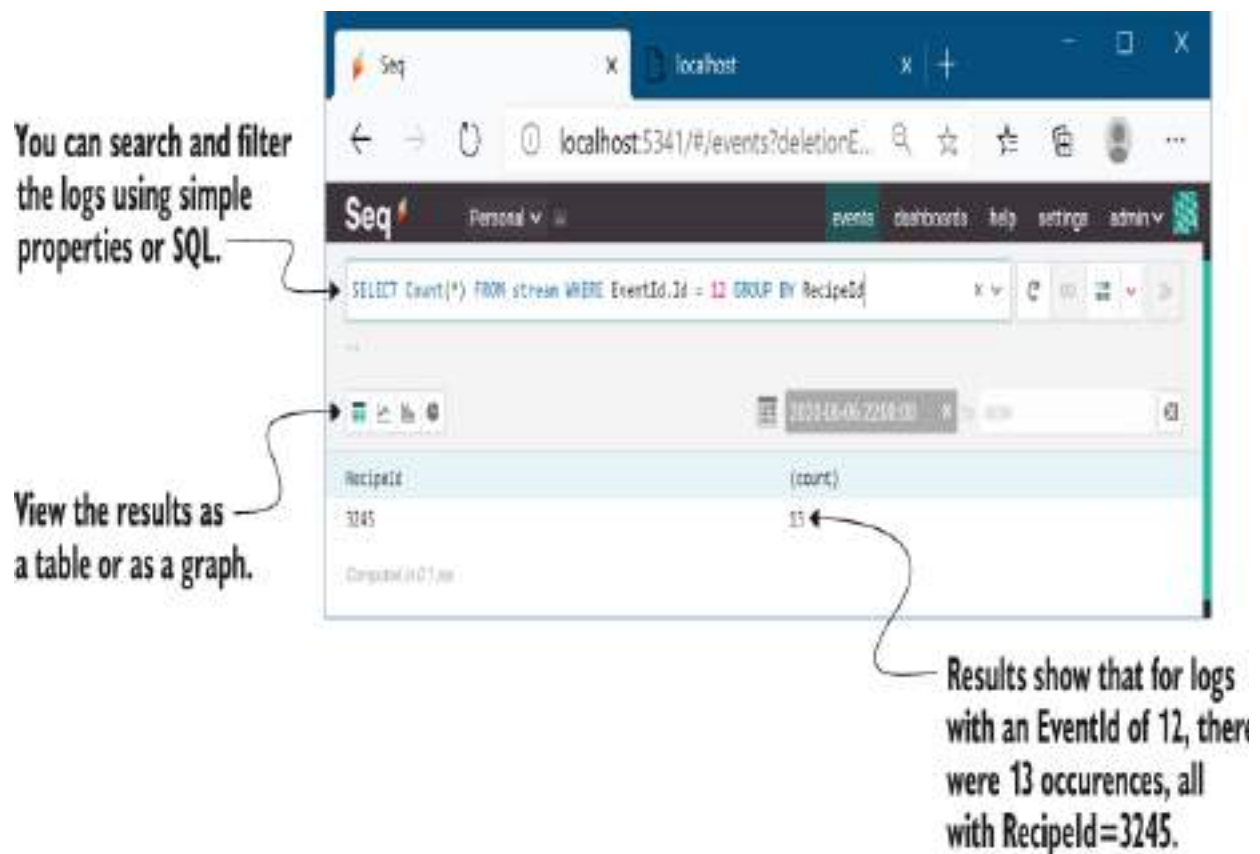 Seq X localhost x +
localhost:5341/#/events?deletionE...
You can search and filter
the logs using simple
properties or SQL.
Seq Personal events dashboards help settings admin
SELECT Count(*) FROM stream WHERE EventId.Id = 12 GROUP BY RecipeId
RecipeId (count)
3245 13
View the results as
a table or as a graph.
Results show that for logs
with an EventId of 12, there
were 13 occurences, all
with RecipeId=3245.